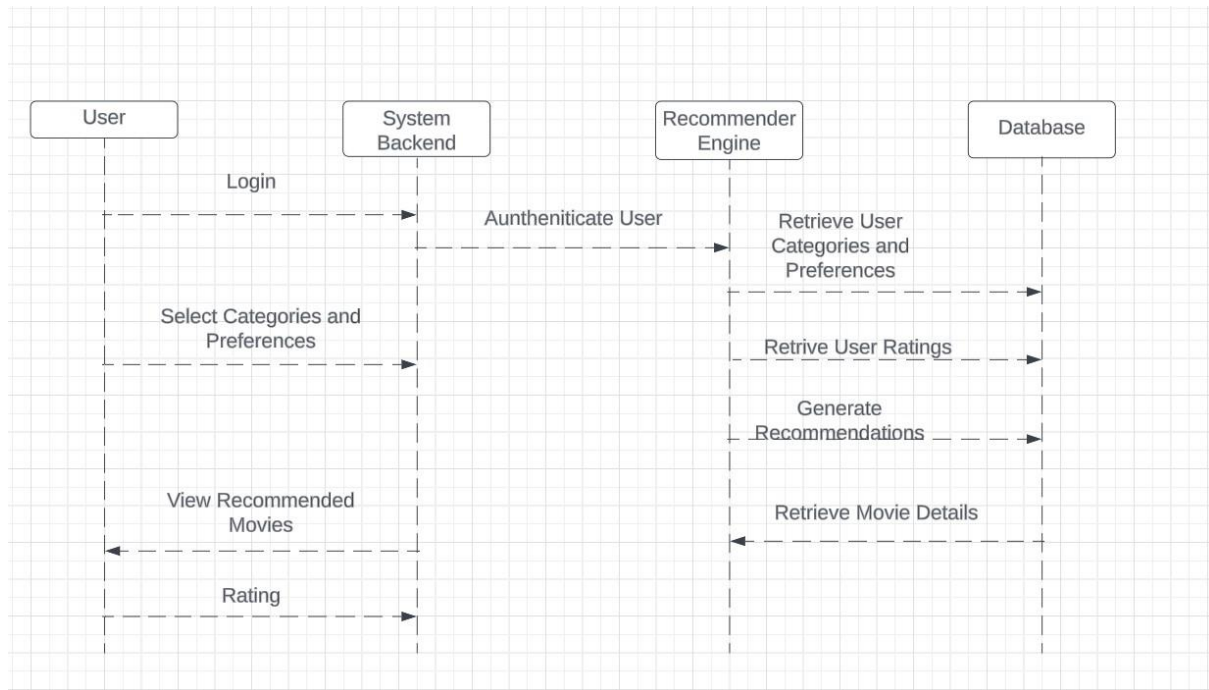 User
System
Backend
Recommender
Engine
Database
Login
Auntheniticate User
Retrieve User
Categories and
Preferences
Select Categories and
Preferences
Retrive User Ratings
Generate
Recommendations
View Recommended
Movies
Retrieve Movie Details
Rating